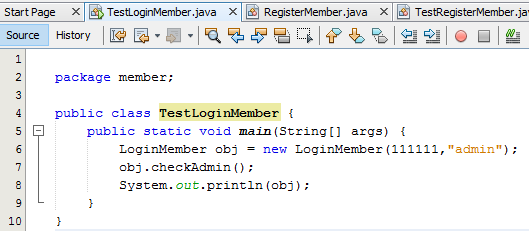 Start Page TestLoginMember.java RegisterMember.java TestRegisterMember.jav
Source History
1
2 package member;
3
4 public class TestLoginMember {
5 public static void main(String[] args) {
6 LoginMember obj = new LoginMember(111111,"admin");
7 obj.checkAdmin();
8 System.out.println(obj);
9 }
10 }